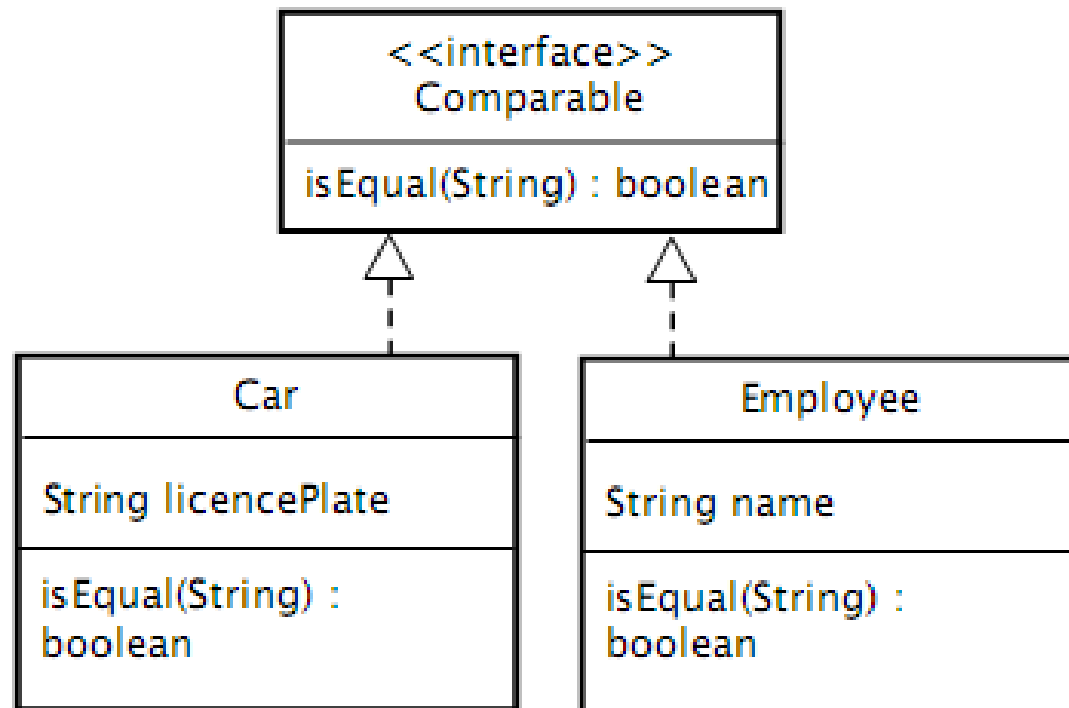 <<interface>>
Comparable
isEqual(String) : boolean
Car
String licencePlate
isEqual(String) :
boolean
Employee
String name
isEqual(String) :
boolean